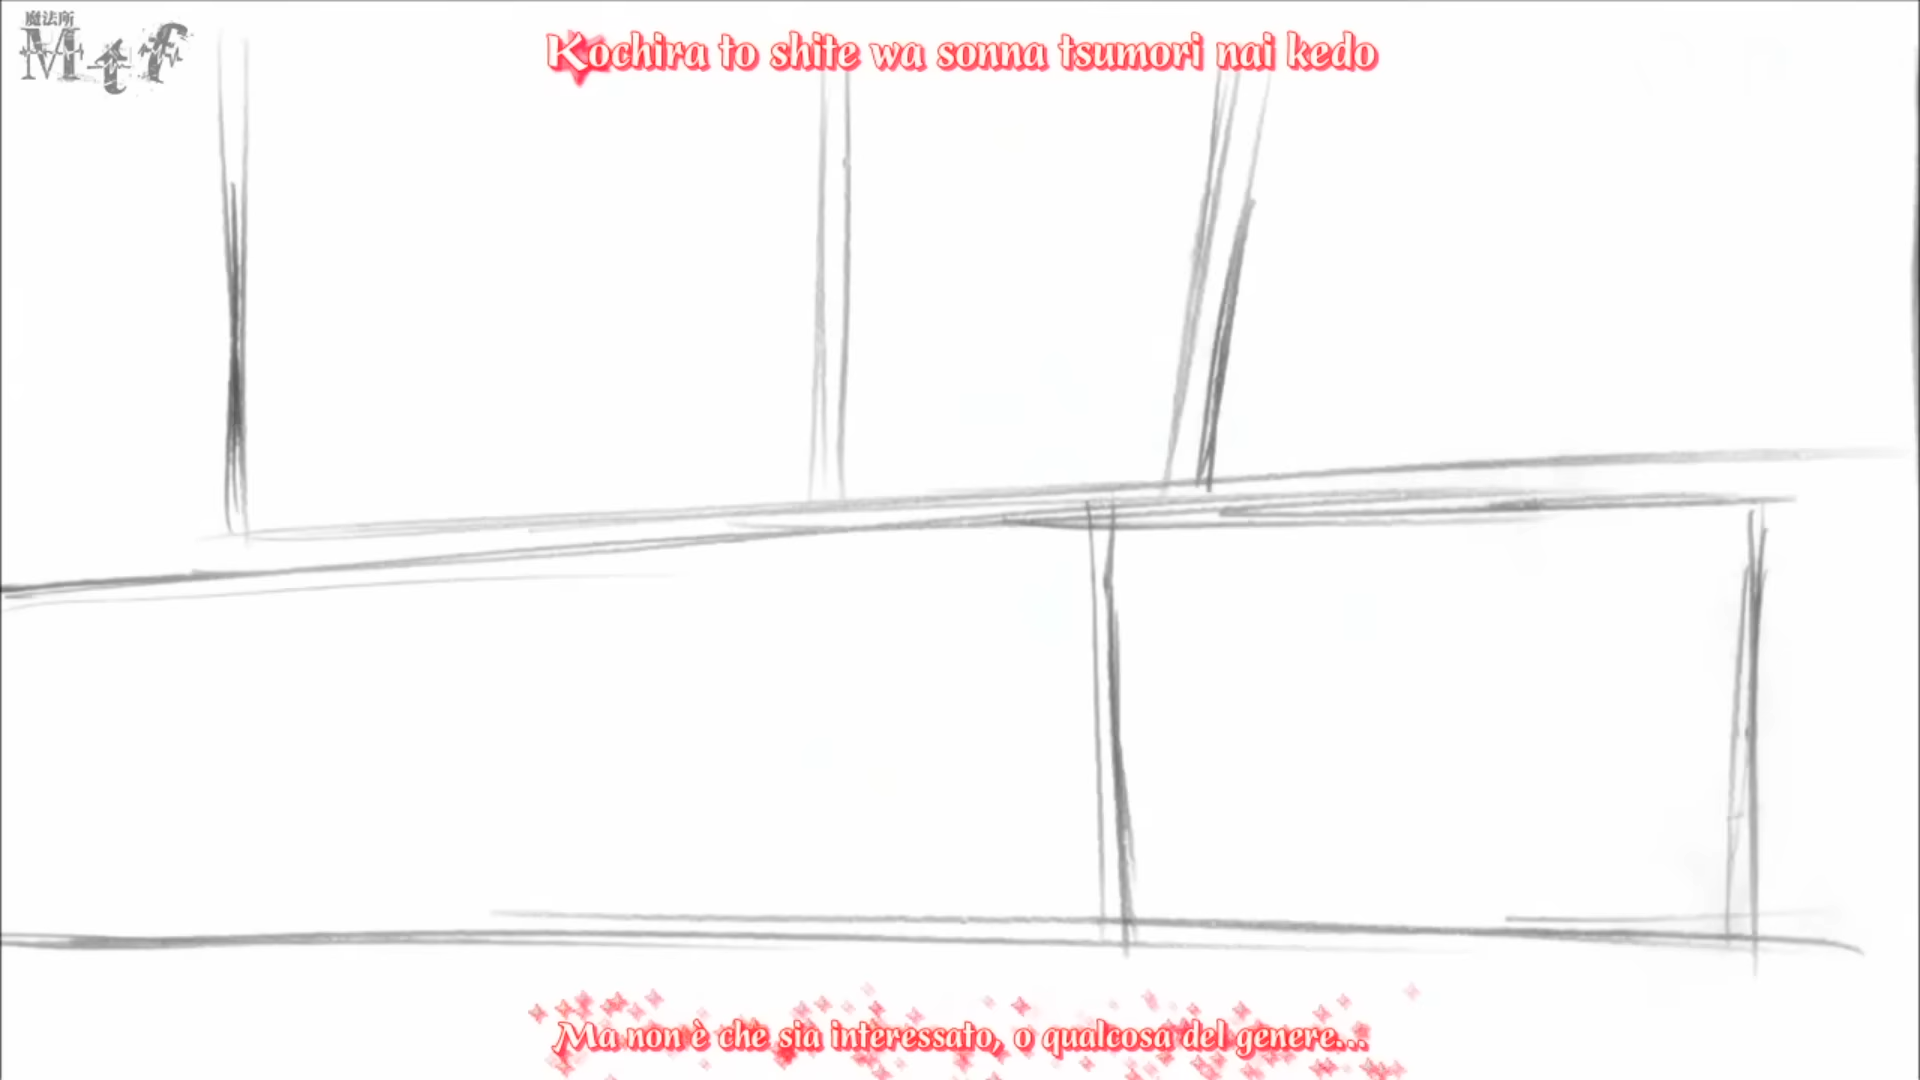 魔法所
Mtf
Kochira to shite wa sonna tsumori nai kedo
Ma non è che sia interessato, o qualcosa del genere...